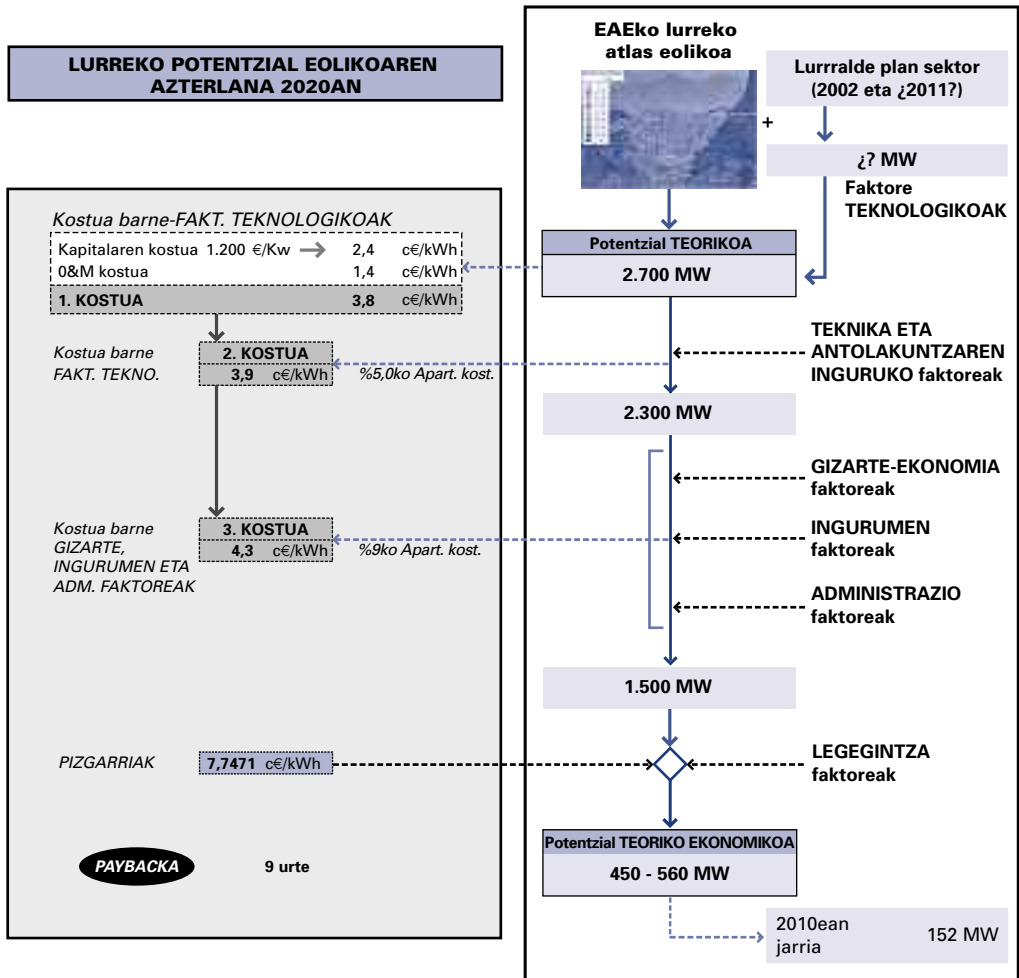 LURREKO POTENTZIAL EOLIKOAREN
AZTERLANA 2020AN
EAEko lurreko
atlas eolikoa
+
Lurrralde plan sektor
(2002 eta ¿2011?)
¿? MW
Faktore
TEKNOLOGIKOAK
Kostua barne-FAKT. TEKNOLOGIKOAK
Kapitalaren kostua 1.200 €/Kw → 2,4 c€/kWh
0&M kostua 1,4 c€/kWh
1. KOSTUA 3,8 c€/kWh
Potentzial TEORIKOA
2.700 MW
Kostua barne
FAKT. TEKNO.
2. KOSTUA
3,9 c€/kWh
%5,0ko Apart. kost.
TEKNIKA ETA
ANTOLAKUNTZAREN
INGURUKO faktoreak
2.300 MW
GIZARTE-EKONOMIA
faktoreak
Kostua barne
GIZARTE,
INGURUMEN ETA
ADM. FAKTOREAK
3. KOSTUA
4,3 c€/kWh
%9ko Apart. kost.
INGURUMEN
faktoreak
ADMINISTRAZIO
faktoreak
1.500 MW
PIZGARRIAK
7,7471 c€/kWh
LEGEGINTZA
faktoreak
Potentzial TEORIKO EKONOMIKOA
450 - 560 MW
PAYBACKA
9 urte
2010ean
jarria
152 MW